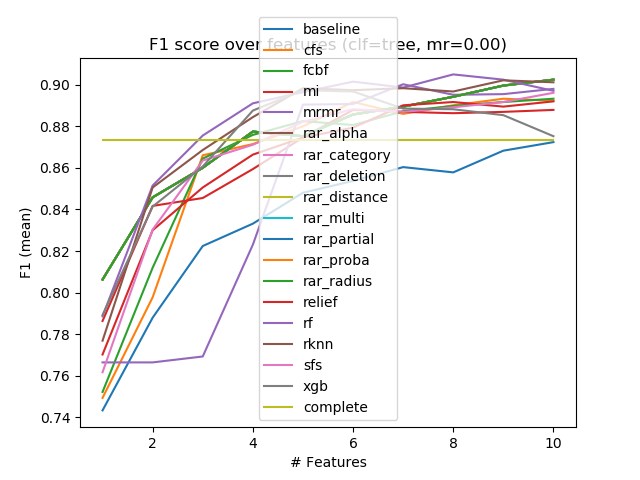 F1 score over features (clf=tree, mr=0.00)
baseline
cfs
fcbf
mi
mrmr
rar_alpha
rar_category
rar_deletion
rar_distance
rar_multi
rar_partial
rar_proba
rar_radius
relief
rf
rknn
sfs
xgb
complete
F1 (mean)
0.90
0.88
0.86
0.84
0.82
0.80
0.78
0.76
0.74
2 4 6 8 10
# Features